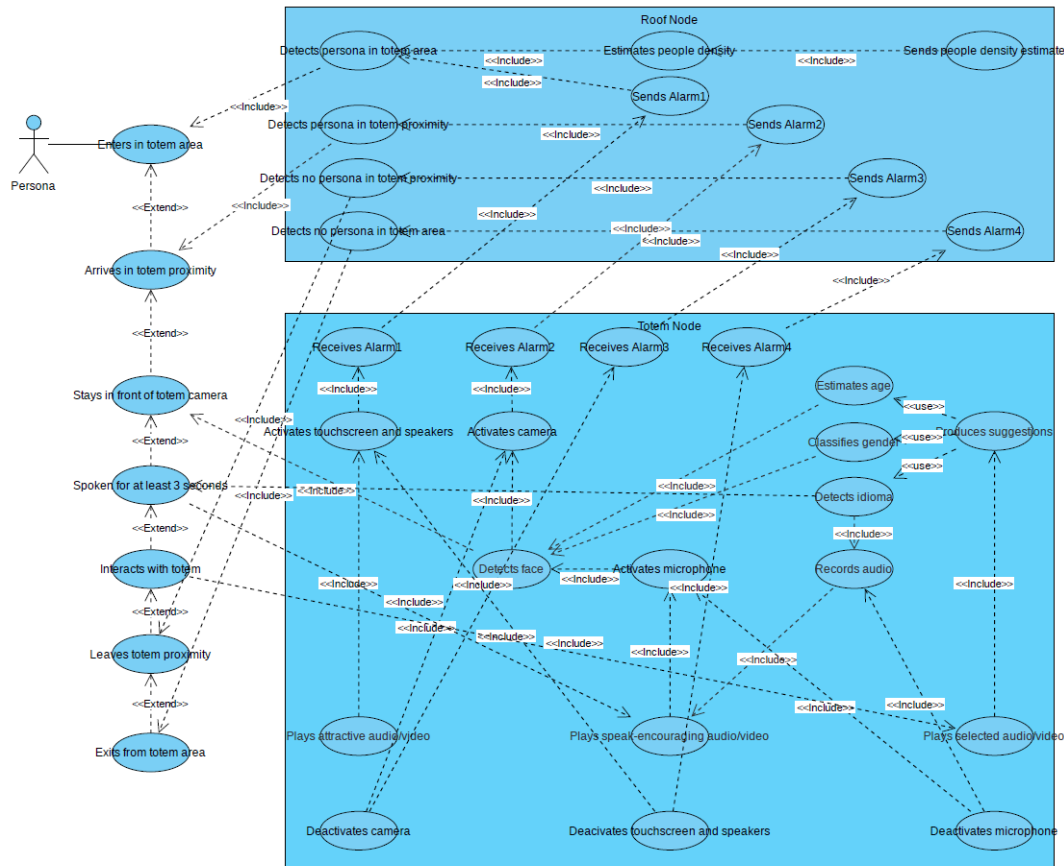 Roof Node
Detects persona in totem area
Estimates people density
Sends people density estimate
<<Include>>
<<Include>>
<<Include>>
Sends Alarm1
<<Include>>
Persona
Enters in totem area
Detects persona in totem proximity
<<Include>>
Sends Alarm2
Detects no persona in totem proximity
<<Include>>
Sends Alarm3
<<Extend>>
<<Include>>
<<Include>>
Detects no persona in totem area
<<Include>>
<<Include>>
<<Include>>
Sends Alarm4
<<Include>>
Arrives in totem proximity
<<Include>>
Totem Node
<<Extend>>
Receives Alarm1
Receives Alarm2
Receives Alarm3
Receives Alarm4
Stays in front of totem camera
<<Include>>
<<Include>>
<<Include>>
Estimates age
<<use>>
<<Extend>>
Activates touchscreen and speakers
Activates camera
Classifies gender
<<use>>
Produces suggestions
<<Include>>
<<use>>
Spoken for at least 3 seconds
<<Include>>
<<Include>>
<<Include>>
Detects idioma
<<Include>>
<<Extend>>
<<Include>>
Interacts with totem
Detects face
<<Include>>
Activates microphone
Records audio
<<Include>>
<<Include>>
<<Extend>>
<<Include>>
<<Include>>
<<Include>>
<<Include>>
<<Include>>
<<Include>>
<<Include>>
Leaves totem proximity
<<Include>>
<<Include>>
<<Extend>>
<<Include>>
<<Include>>
Plays attractive audio/video
Plays speak-encourading audio/video
Plays selected audio/video
Exits from totem area
Deactivates camera
Deacivates touchscreen and speakers
Deactivates microphone